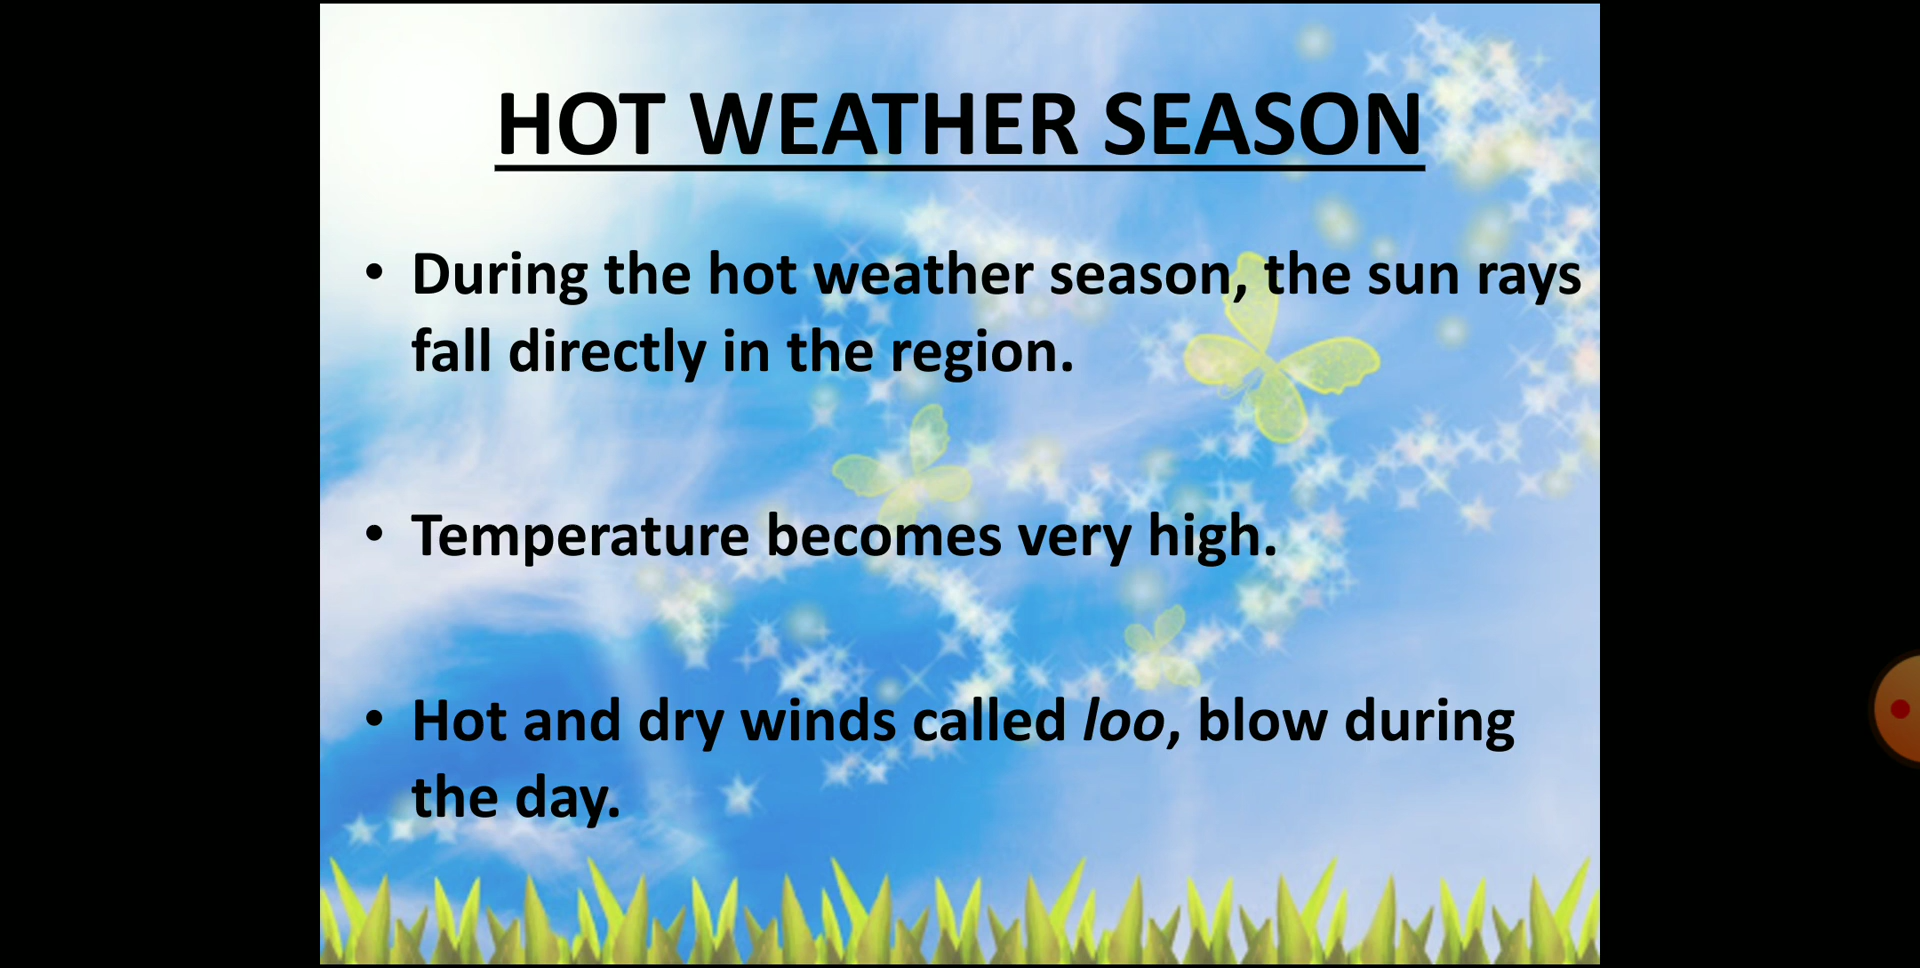 HOT WEATHER SEASON
• During the hot weather season, the sun rays
fall directly in the region.
• Temperature becomes very high.
• Hot and dry winds called loo, blow during
the day.